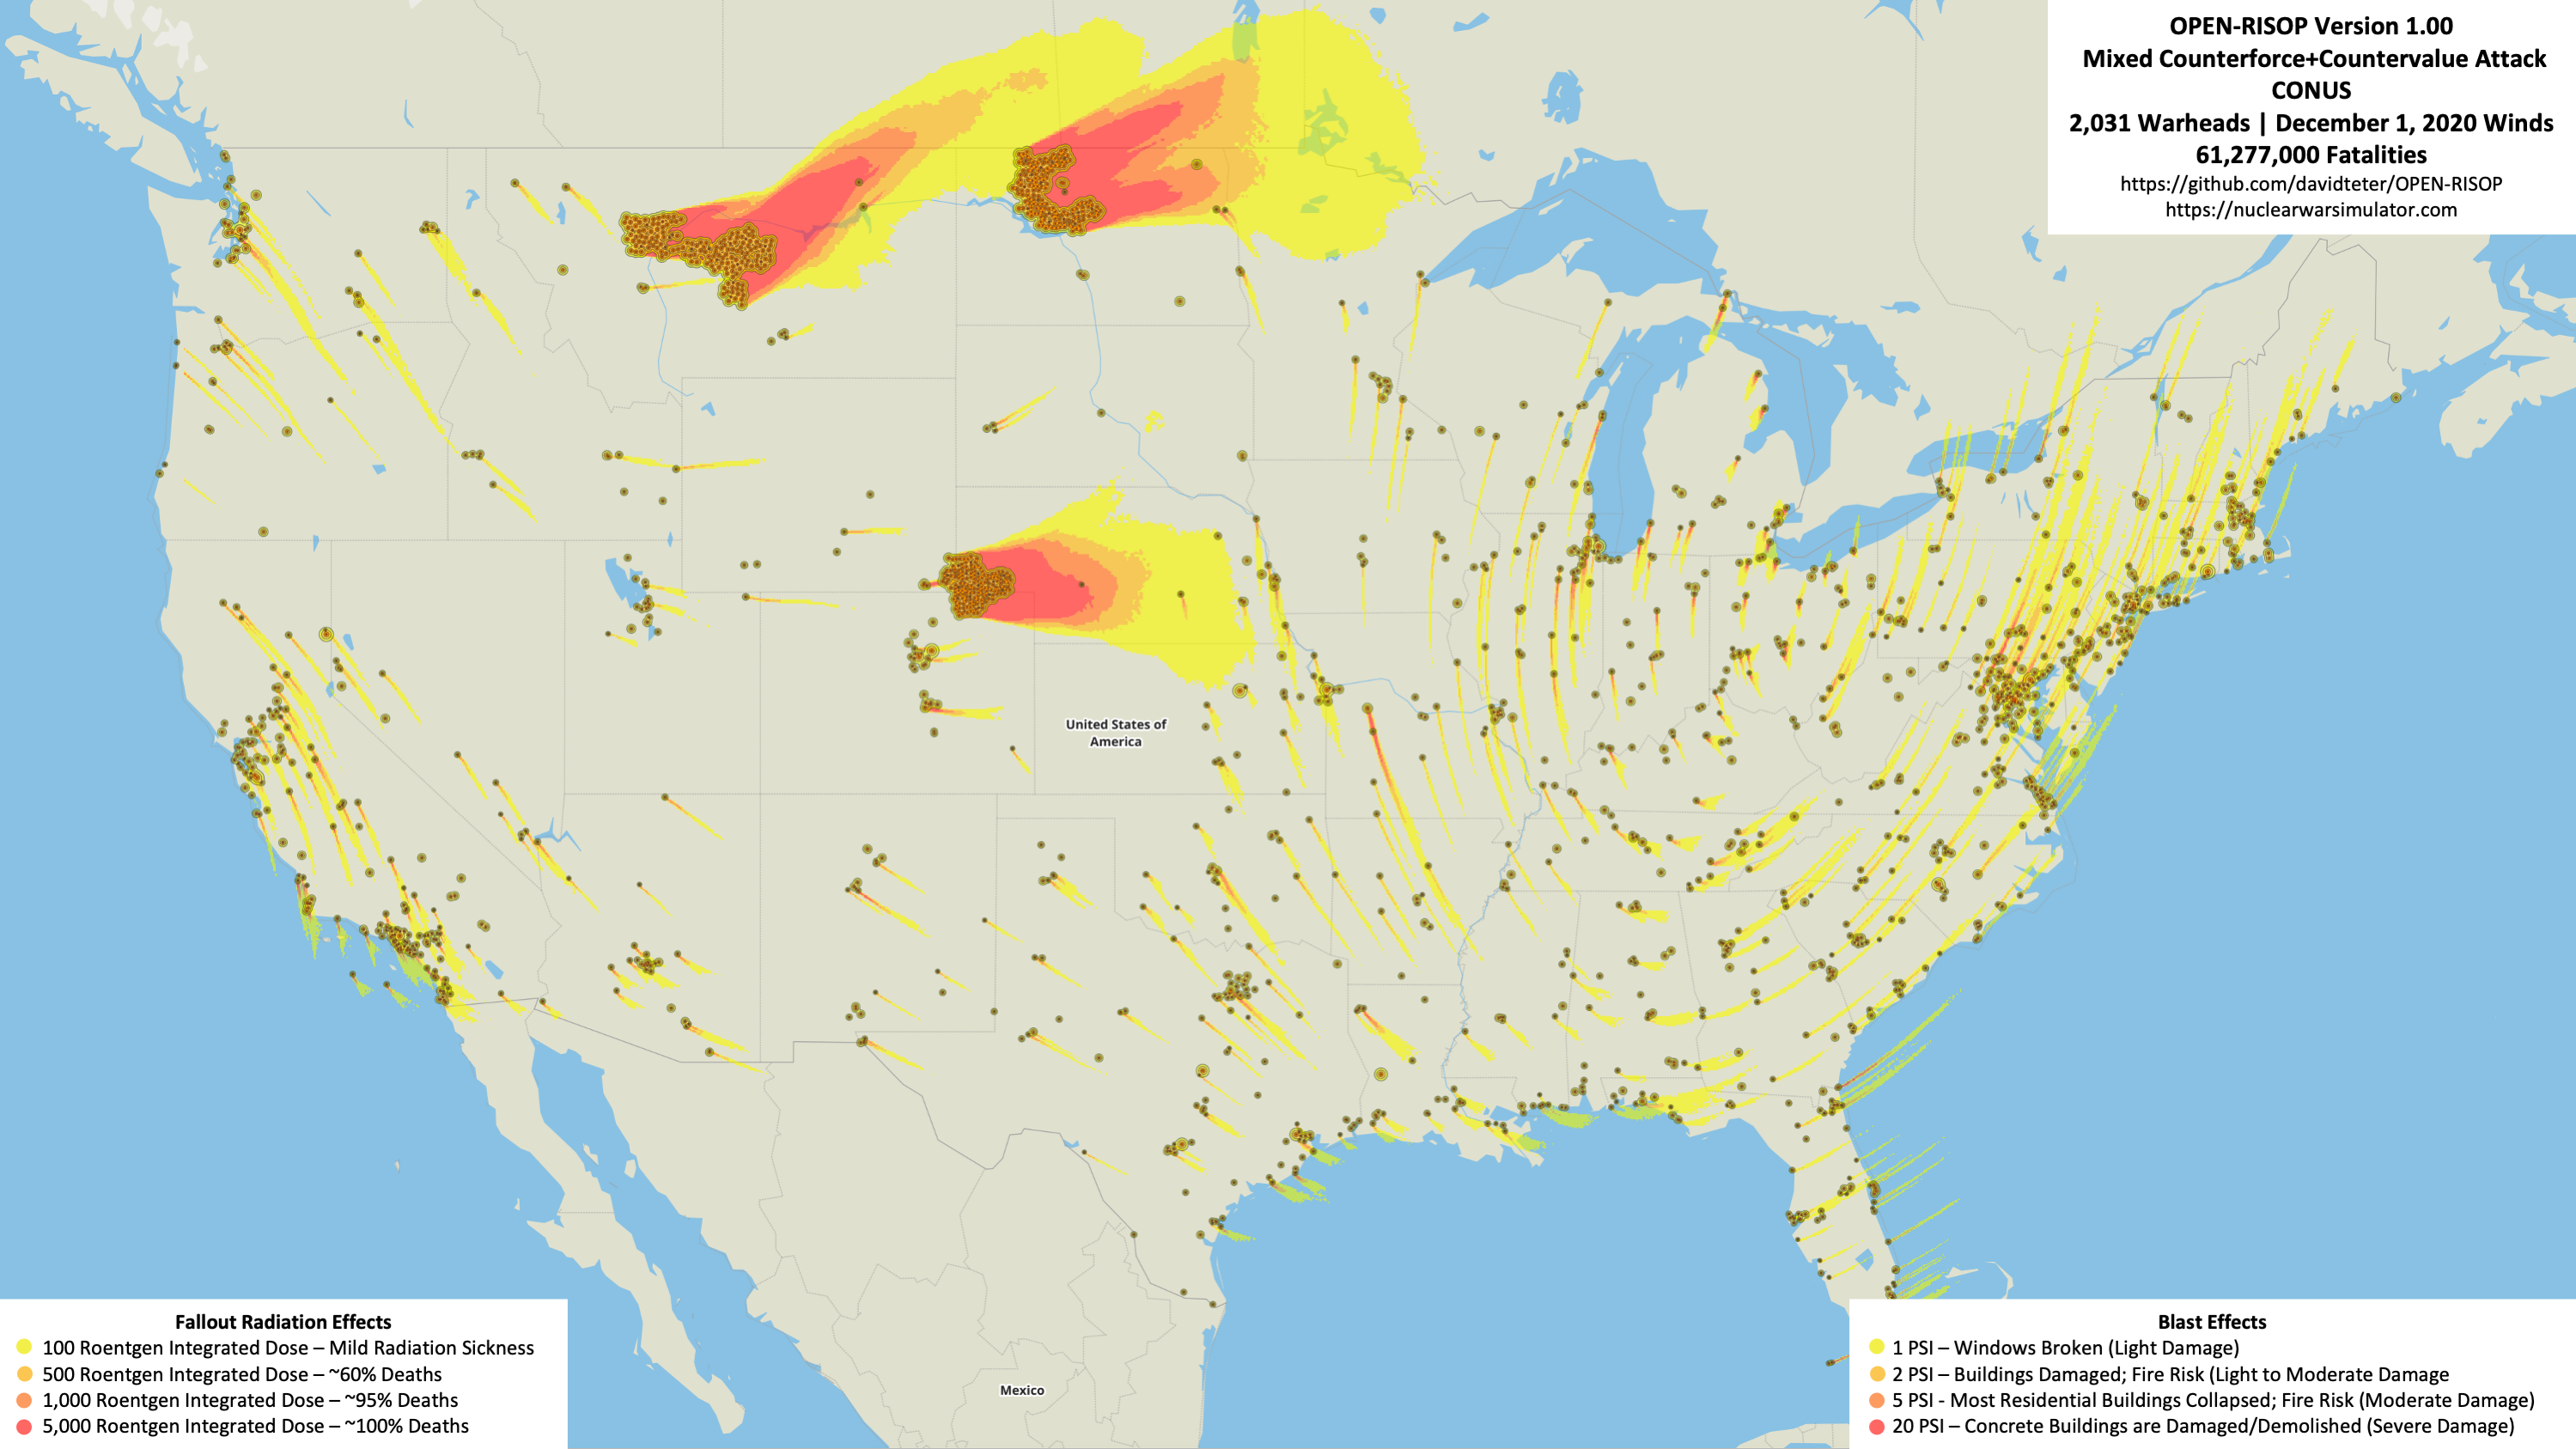 OPEN-RISOP Version 1.00
Mixed Counterforce+Countervalue Attack
CONUS
2,031 Warheads | December 1, 2020 Winds
61,277,000 Fatalities
https://github.com/davidteter/OPEN-RISOP
https://nuclearwarsimulator.com
United States of
America
Mexico
Fallout Radiation Effects
100 Roentgen Integrated Dose – Mild Radiation Sickness
500 Roentgen Integrated Dose – ~60% Deaths
1,000 Roentgen Integrated Dose – ~95% Deaths
5,000 Roentgen Integrated Dose – ~100% Deaths
Blast Effects
1 PSI – Windows Broken (Light Damage)
2 PSI – Buildings Damaged; Fire Risk (Light to Moderate Damage
5 PSI - Most Residential Buildings Collapsed; Fire Risk (Moderate Damage)
20 PSI – Concrete Buildings are Damaged/Demolished (Severe Damage)